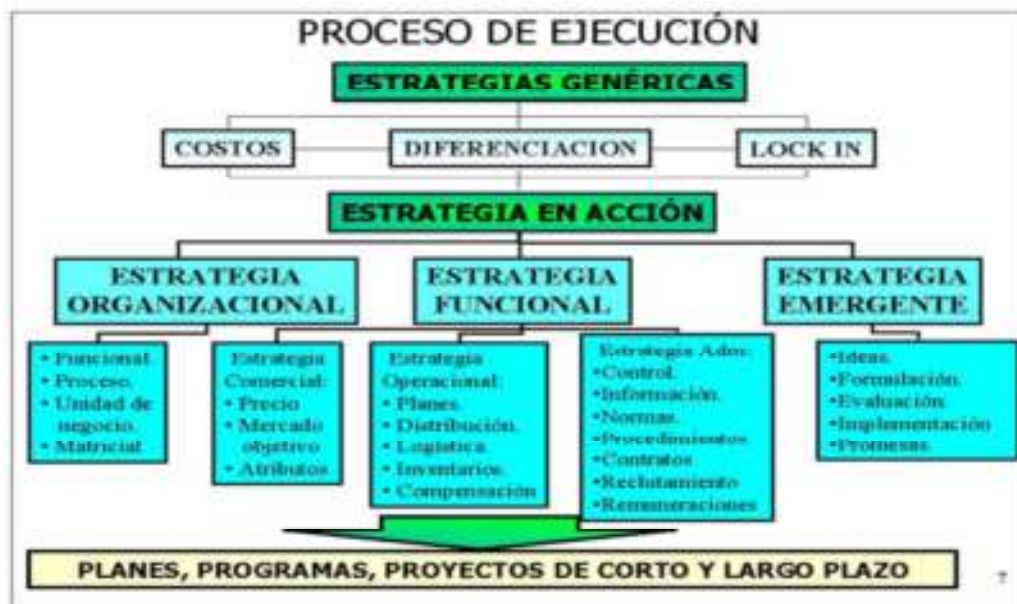 PROCESO DE EJECUCIÓN
ESTRATEGIAS GENÉRICAS
COSTOS
DIFERENCIACION
LOCK IN
ESTRATEGIA EN ACCIÓN
ESTRATEGIA
ORGANIZACIONAL
ESTRATEGIA
FUNCIONAL
ESTRATEGIA
EMERGENTE
• Funcional.
• Proceso.
• Unidad de
negocio.
• Matricial
Estrategia
Comercial:
• Precio
• Mercado
objetivo
• Atributos
Estrategia
Operacional:
• Planes.
• Distribución.
• Logística.
• Inventarios.
• Compensación
Estrategia Adm:
•Control.
•Información.
•Normas.
•Procedimientos
•Contratos
•Reclutamiento
•Remuneraciones
•Ideas.
•Formulación.
•Evaluación.
•Implementación
•Promesas.
PLANES, PROGRAMAS, PROYECTOS DE CORTO Y LARGO PLAZO